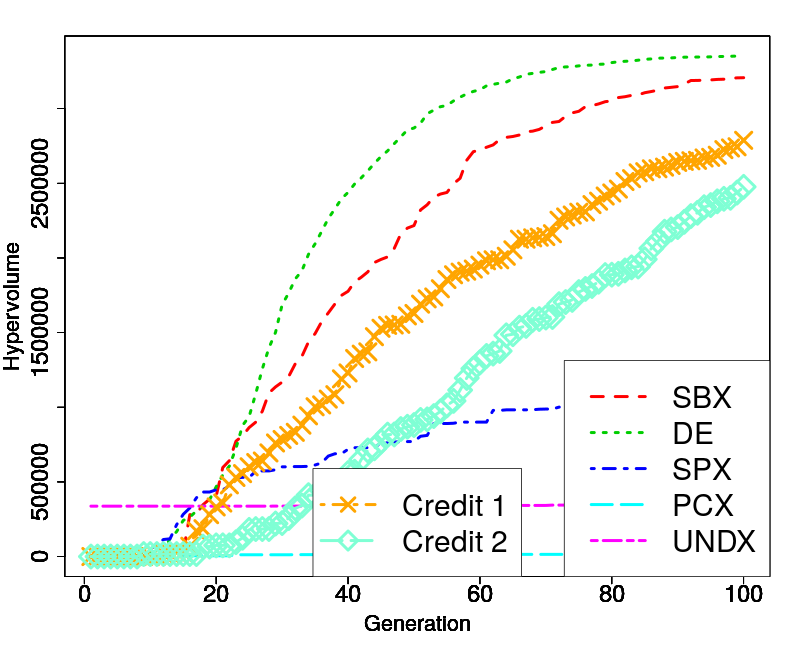 Hypervolume
2500000
1500000
500000
0
SBX
DE
SPX
PCX
UNDX
Credit 1
Credit 2
0 20 40 60 80 100
Generation